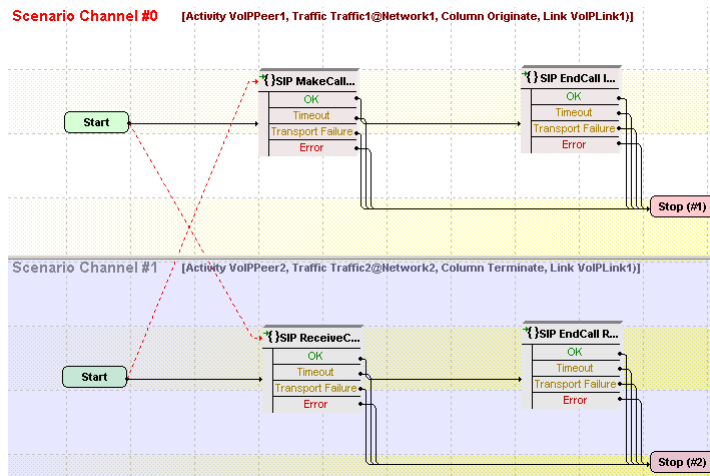 Scenario Channel #0 [Activity VoIPPeer1, Traffic Traffic1@Network1, Column Originate, Link VoIPLink1)]
{}SIP MakeCall... {}SIP EndCall I...
OK OK
Start Timeout Timeout
Transport Failure Transport Failure
Error Error
Stop (#1)
Scenario Channel #1 [Activity VoIPPeer2, Traffic Traffic2@Network2, Column Terminate, Link VoIPLink1)]
{}SIP ReceiveC... {}SIP EndCall R...
OK OK
Start Timeout Timeout
Transport Failure Transport Failure
Error Error
Stop (#2)